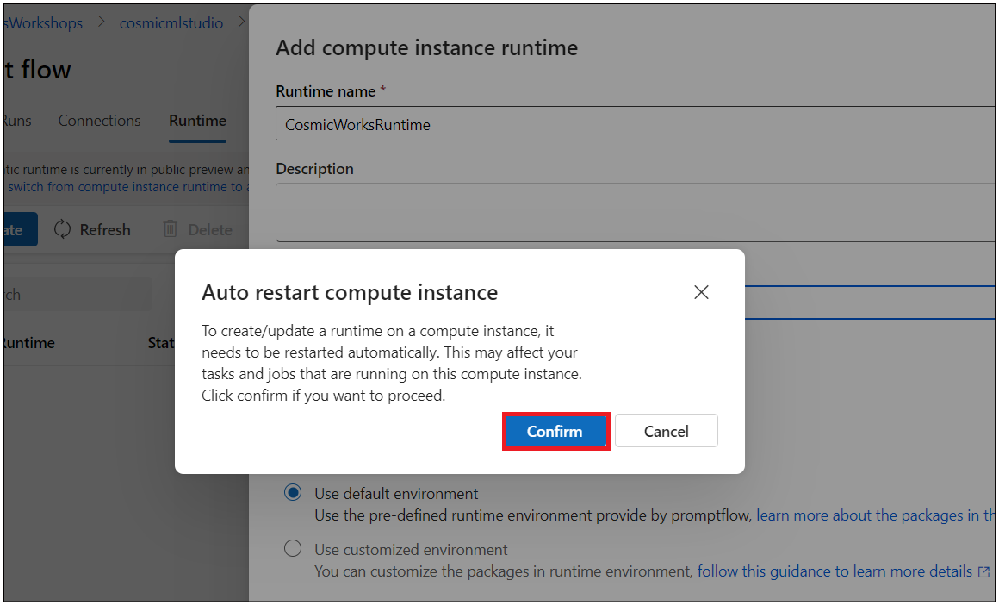 sWorkshops > cosmicmlstudio >
t flow
Runs Connections Runtime
tic runtime is currently in public preview an
switch from compute instance runtime to a
ate Refresh Delete
ch
Runtime Stat
Add compute instance runtime
Runtime name *
CosmicWorksRuntime
Description
Auto restart compute instance
To create/update a runtime on a compute instance, it
needs to be restarted automatically. This may affect your
tasks and jobs that are running on this compute instance.
Click confirm if you want to proceed.
Confirm Cancel
Use default environment
Use the pre-defined runtime environment provide by promptflow, learn more about the packages in th
Use customized environment
You can customize the packages in runtime environment, follow this guidance to learn more details